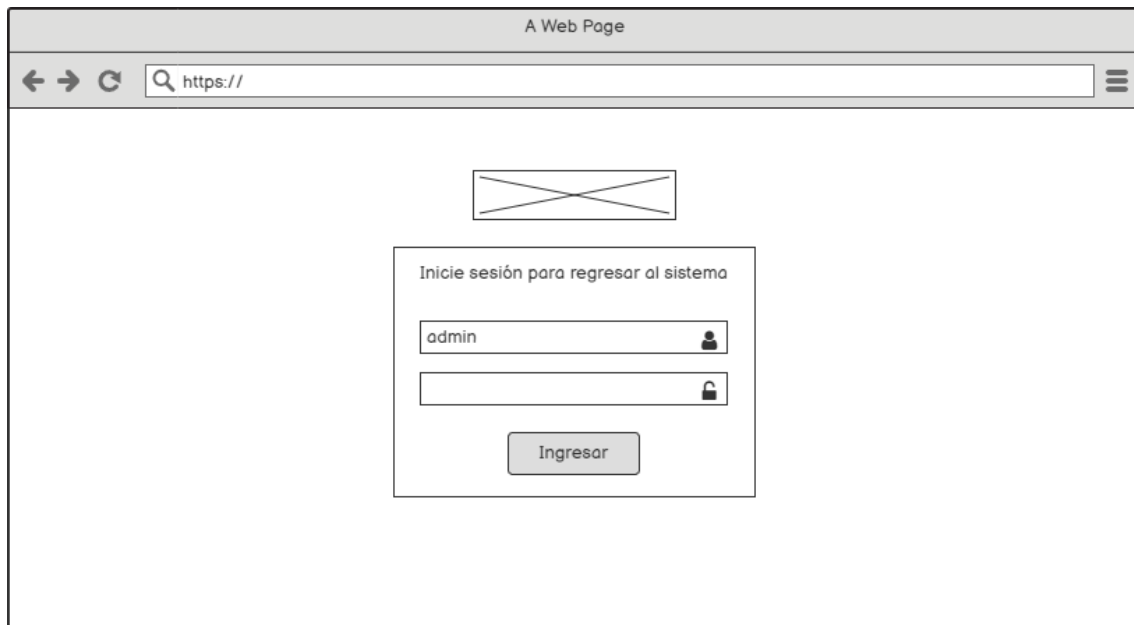 A Web Page
https://
Inicie sesión para regresar al sistema
admin
Ingresar